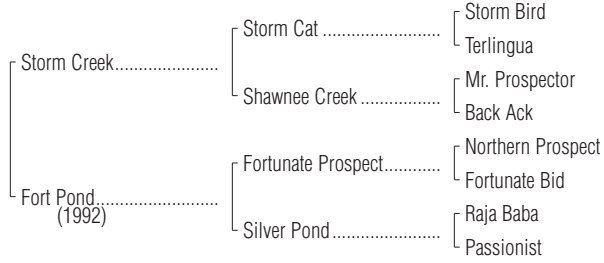 Storm Bird
Storm Cat ........................
Terlingua
Storm Creek.....................
Mr. Prospector
Shawnee Creek ................
Back Ack
Northern Prospect
Fortunate Prospect...........
Fortunate Bid
Fort Pond.........................
(1992)
Raja Baba
Silver Pond ......................
Passionist